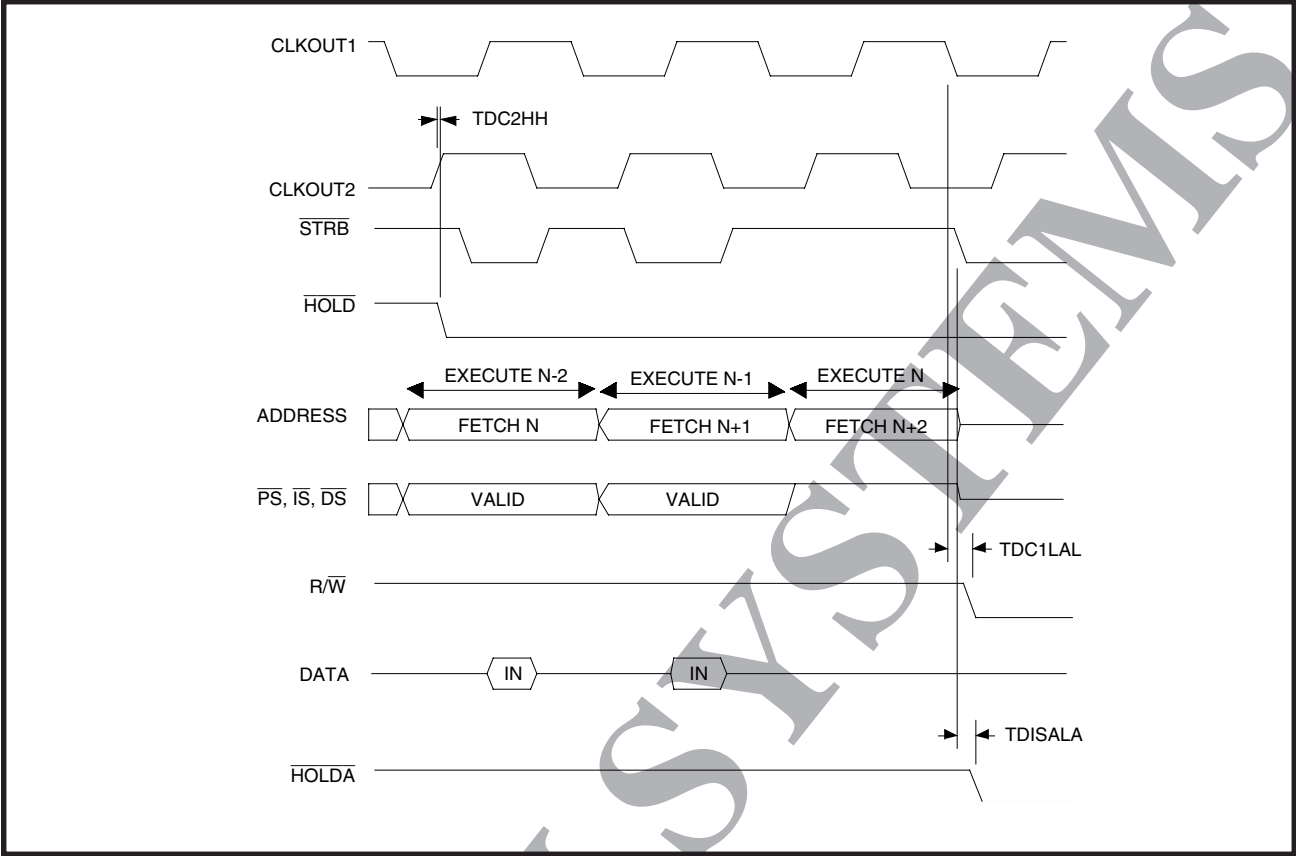 CLKOUT1
TDC2HH
CLKOUT2
STRB
HOLD
EXECUTE N-2 EXECUTE N-1 EXECUTE N
ADDRESS FETCH N FETCH N+1 FETCH N+2
PS, IS, DS VALID VALID
TDC1LAL
R/W
DATA IN IN
TDISALA
HOLDA
SYSTEMS